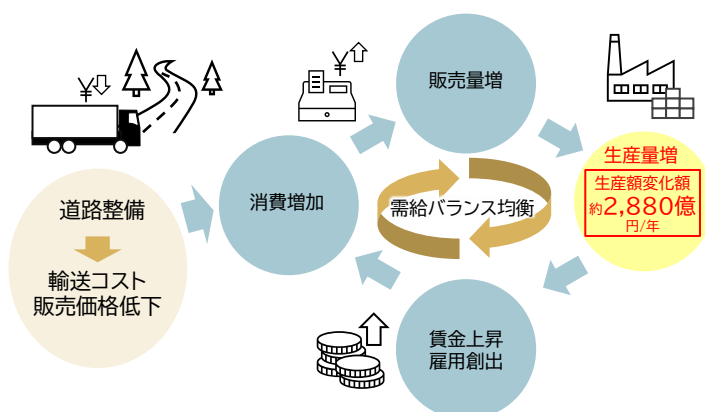 ¥
道路整備
輸送コスト
販売価格低下
消費増加
¥
販売量増
生産量増
生産額変化額
約2,880億
円/年
需給バランス均衡
賃金上昇
雇用創出